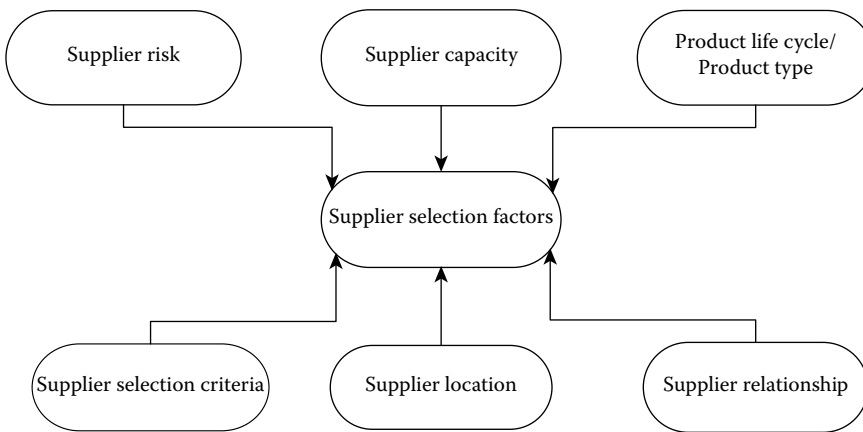 Supplier risk
Supplier capacity
Product life cycle/
Product type
Supplier selection factors
Supplier selection criteria
Supplier location
Supplier relationship